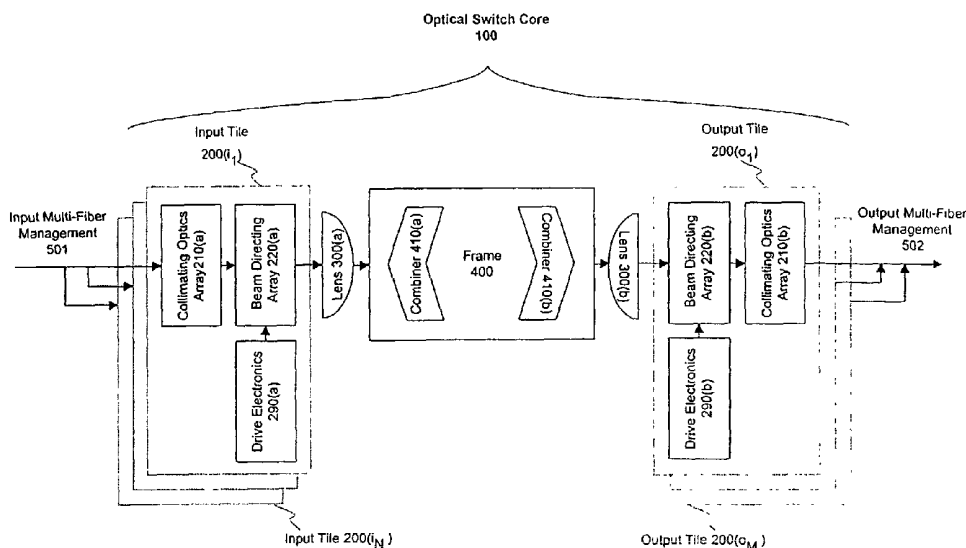 Optical Switch Core
100
Input Tile
200(i1)
Output Tile
200(o1)
Input Multi-Fiber
Management
501
Collimating Optics
Array210(a)
Beam Directing
Array 220(a)
Lens 300(a)
Combiner 410(a)
Frame
400
Combiner 410(b)
Lens 300(b)
Beam Directing
Array 220(b)
Collimating Optics
Array 210(b)
Output Multi-Fiber
Management
502
Drive Electronics
290(a)
Drive Electronics
290(b)
Input Tile 200(iN)
Output Tile 200(oM)